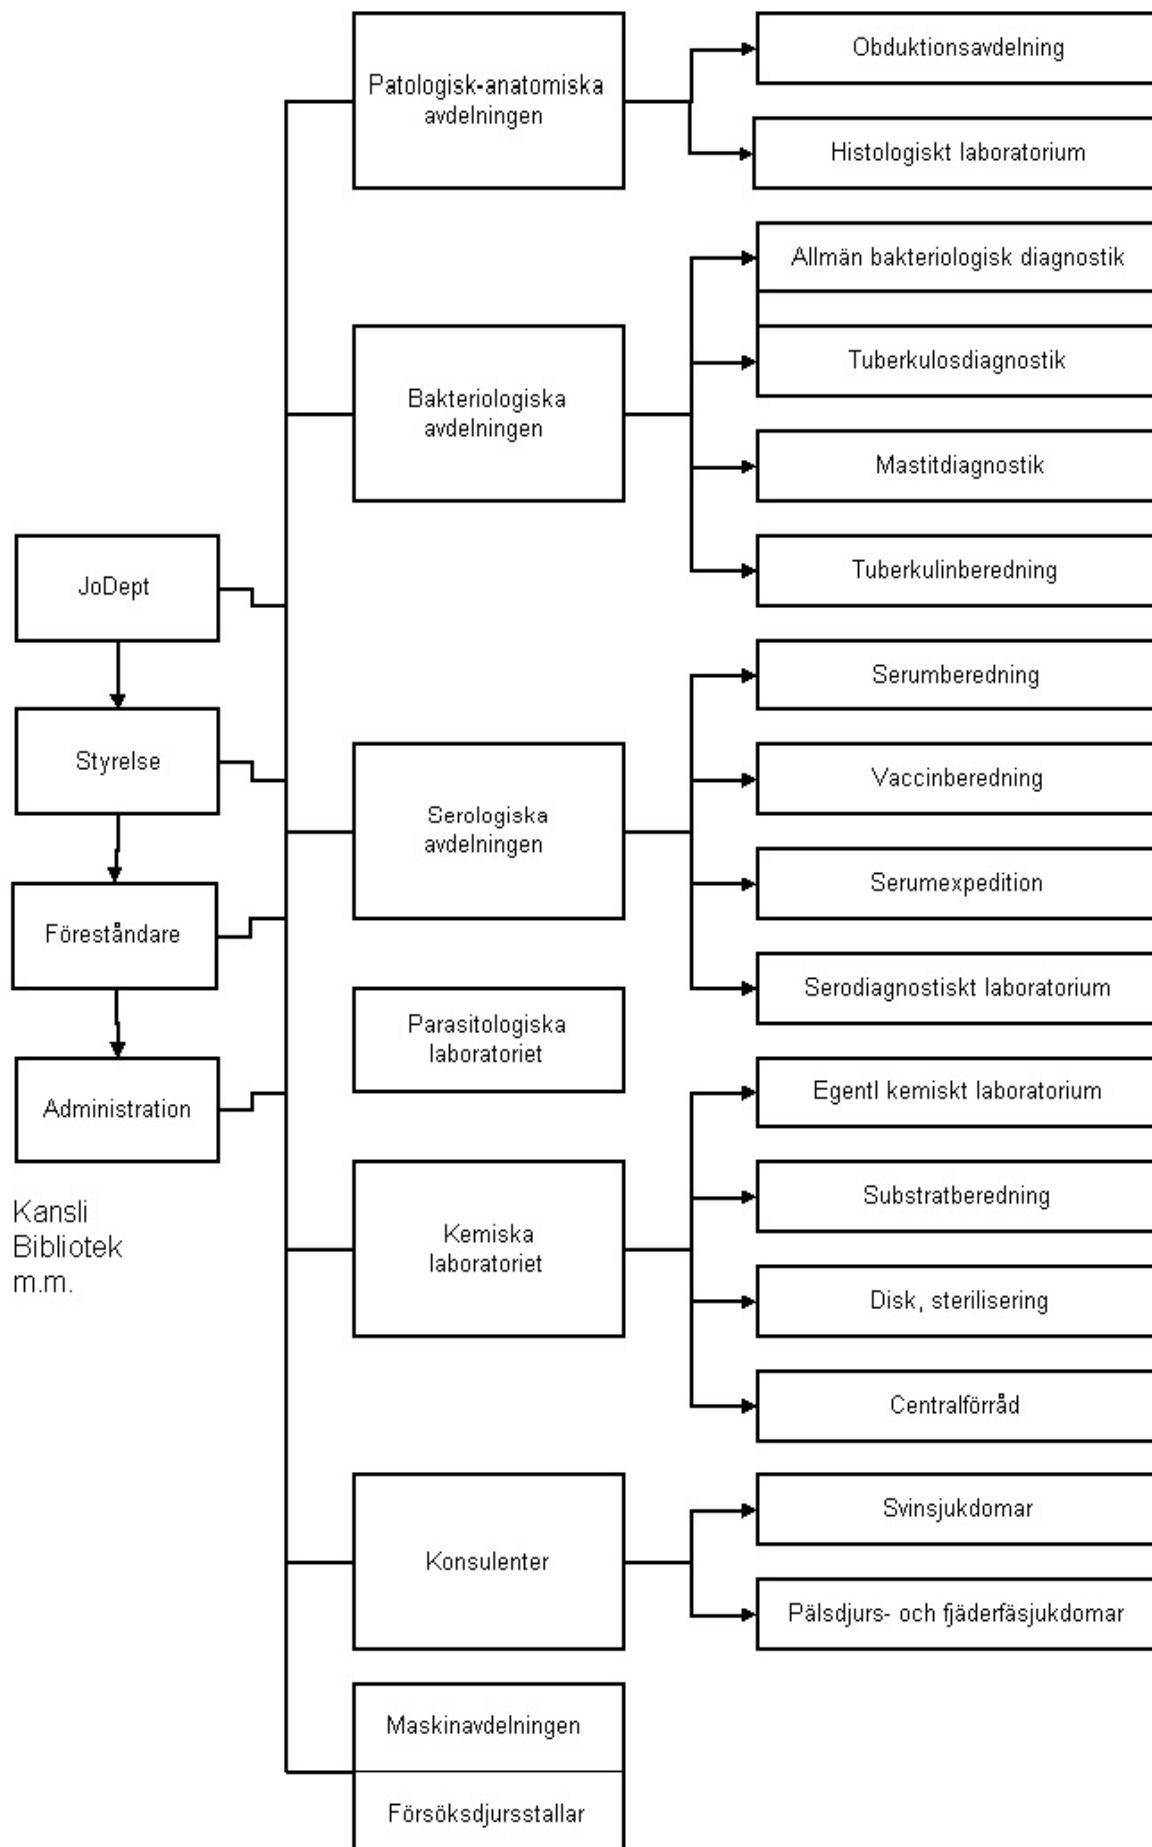 JoDept
Styrelse
Föreståndare
Administration
Kansli
Bibliotek
m.m.
Patologisk-anatomiska
avdelningen
Obduktionsavdelning
Histologiskt laboratorium
Bakteriologiska
avdelningen
Allmän bakteriologisk diagnostik
Tuberkulosdiagnostik
Mastitdiagnostik
Tuberkulinberedning
Serologiska
avdelningen
Serumberedning
Vaccinberedning
Serumexpedition
Serodiagnostiskt laboratorium
Parasitologiska
laboratoriet
Kemiska
laboratoriet
Egentl kemiskt laboratorium
Substratberedning
Disk, sterilisering
Centralförråd
Konsulenter
Svinsjukdomar
Pälsdjurs- och fjäderfäsjukdomar
Maskinavdelningen
Försöksdjursstallar